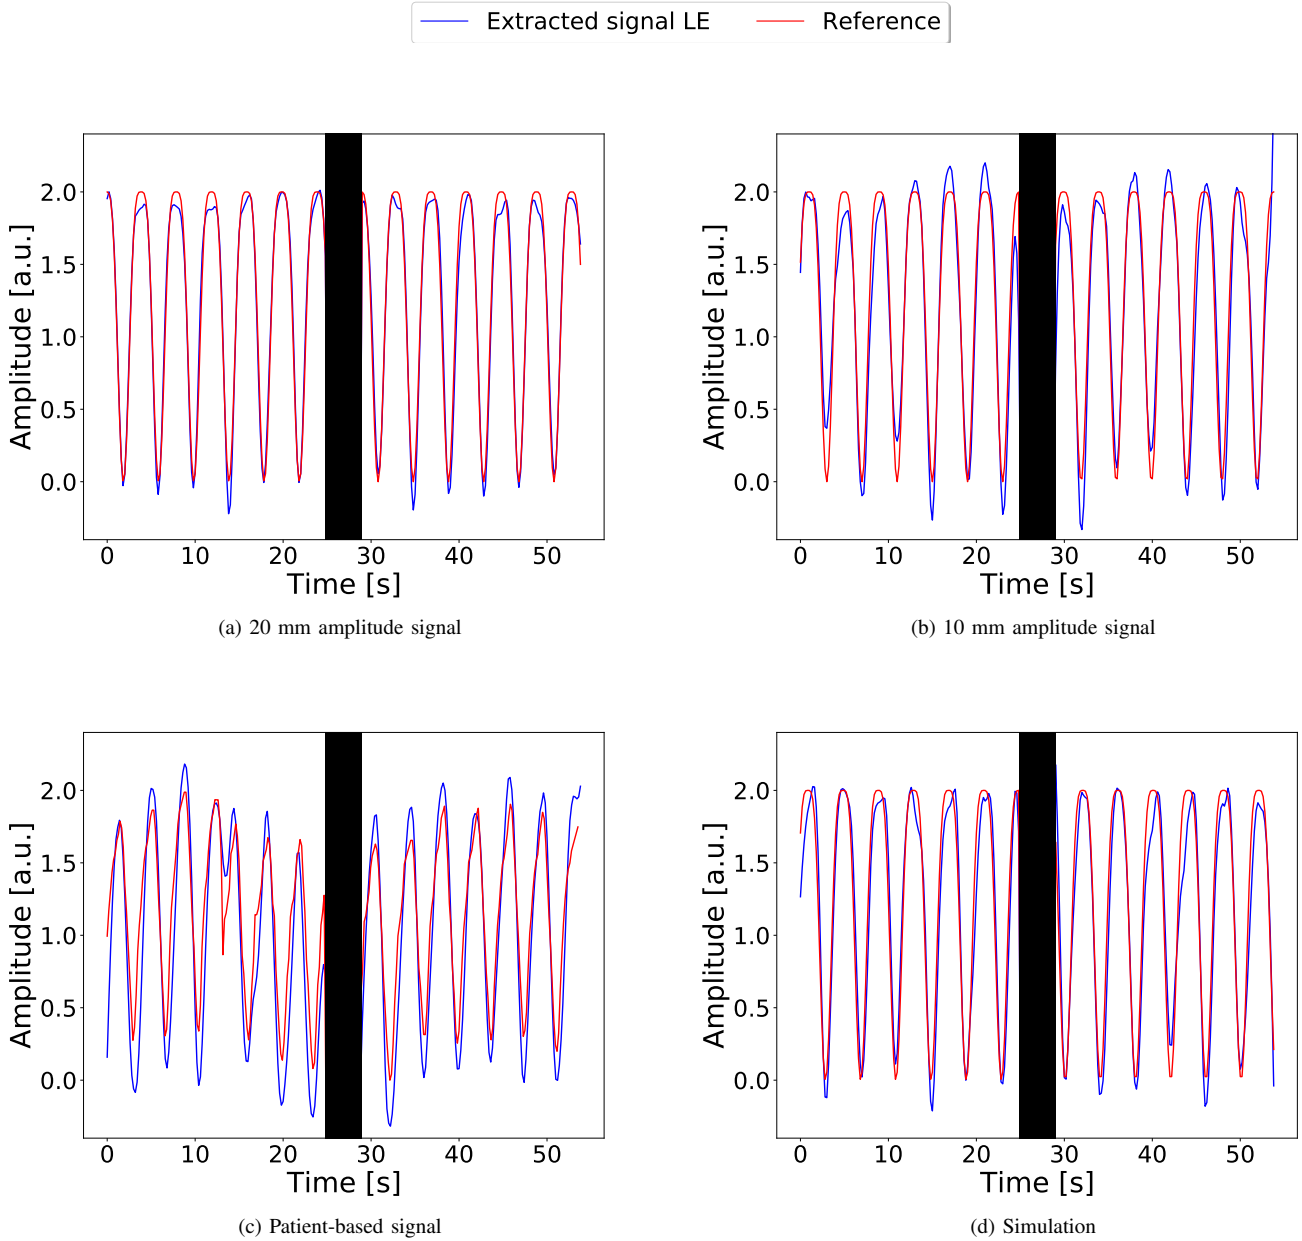 Extracted signal LE Reference
2.0
1.5
1.0
0.5
0.0
Amplitude [a.u.]
0 10 20 30 40 50
Time [s]
(a) 20 mm amplitude signal
2.0
1.5
1.0
0.5
0.0
Amplitude [a.u.]
0 10 20 30 40 50
Time [s]
(b) 10 mm amplitude signal
2.0
1.5
1.0
0.5
0.0
Amplitude [a.u.]
0 10 20 30 40 50
Time [s]
(c) Patient-based signal
2.0
1.5
1.0
0.5
0.0
Amplitude [a.u.]
0 10 20 30 40 50
Time [s]
(d) Simulation